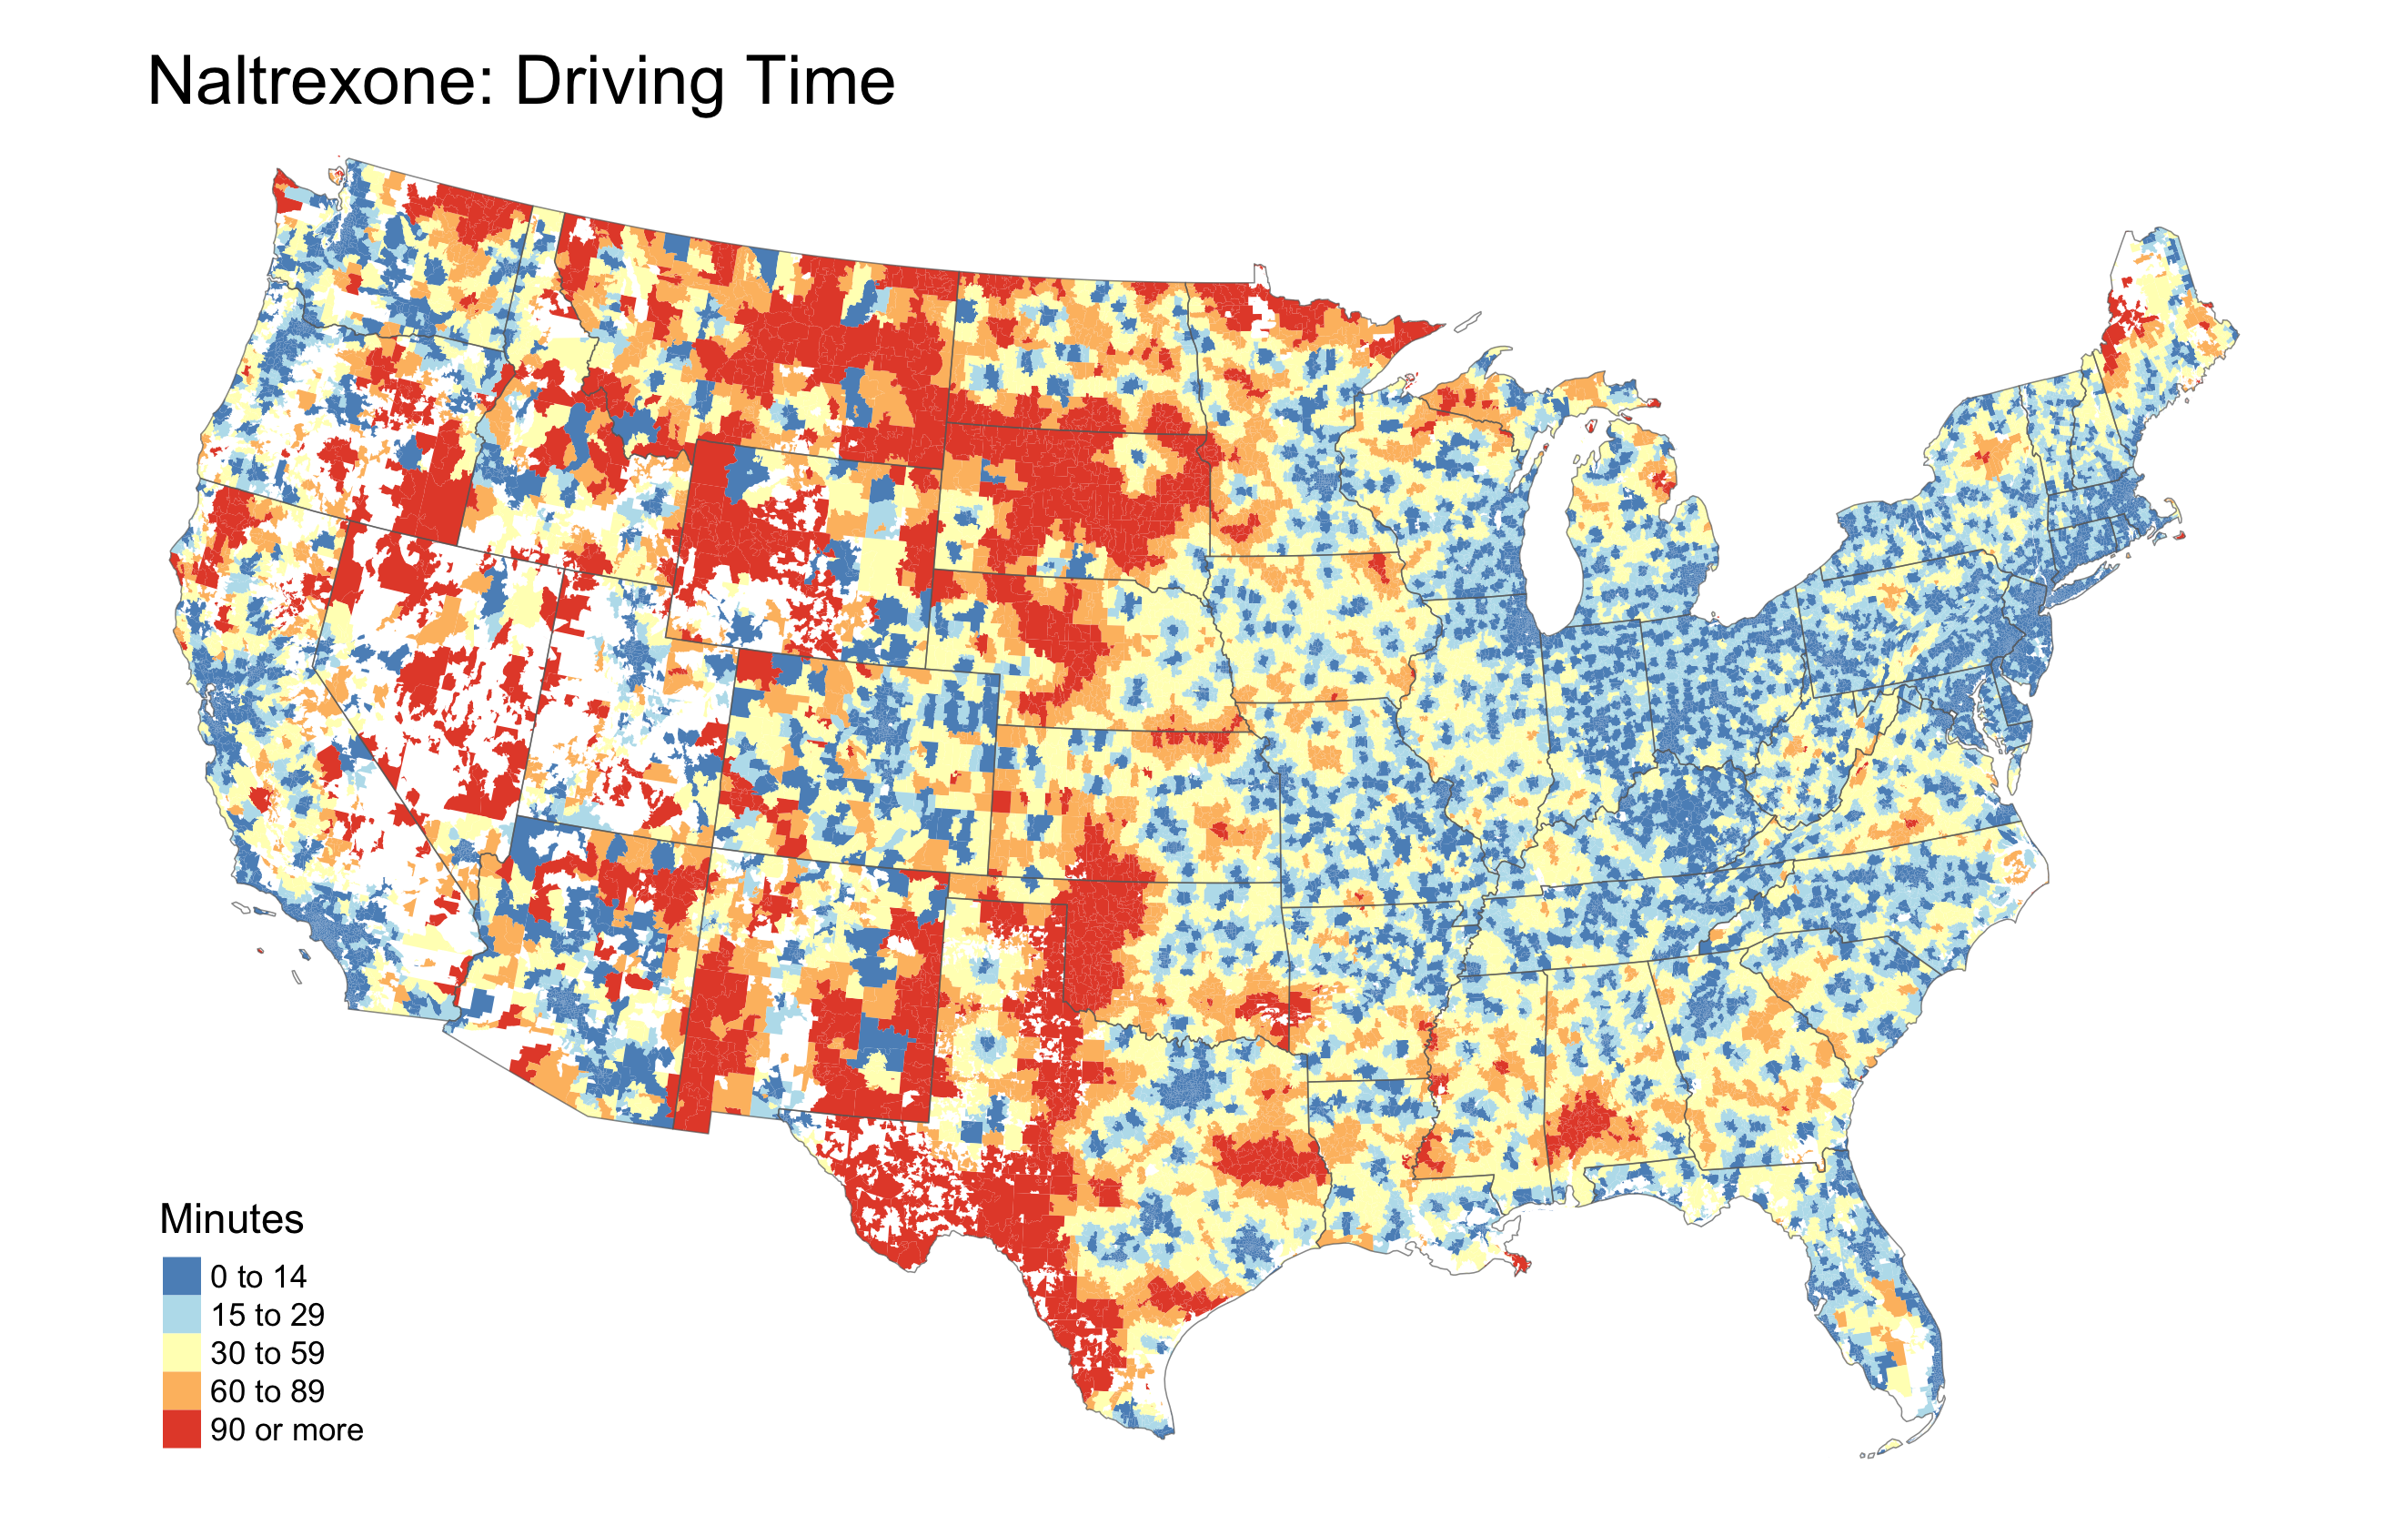 Naltrexone: Driving Time
Minutes
0 to 14
15 to 29
30 to 59
60 to 89
90 or more